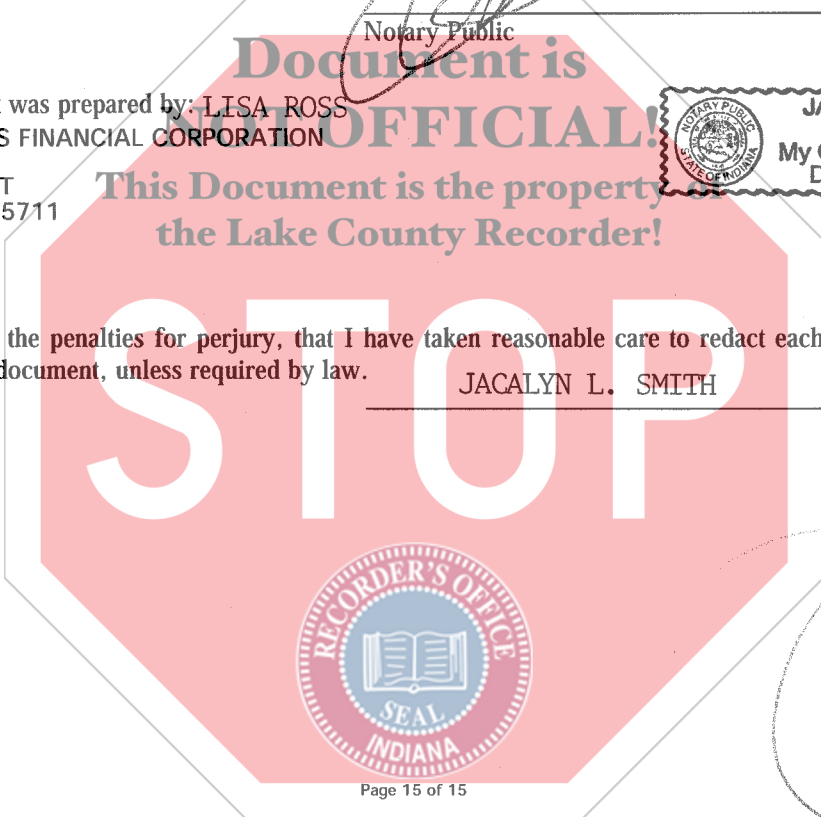 Notary Public
Document is
was prepared by: LISA ROSS
NOT OFFICIAL!
S FINANCIAL CORPORATION
NOTARY PUBLIC
STATE OF INDIANA
JA
My
D
T
This Document is the property of
5711
the Lake County Recorder!
the penalties for perjury, that I have taken reasonable care to redact each
document, unless required by law.
JACALYN L. SMITH
STOP
RECORDER'S OFFICE
SEAL
INDIANA
Page 15 of 15